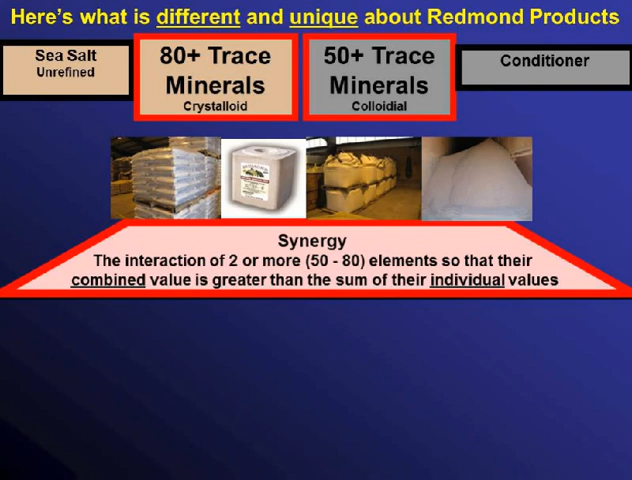 Here's what is different and unique about Redmond Products
Sea Salt
Unrefined
80+ Trace
Minerals
Crystalloid
50+ Trace
Minerals
Colloidial
Conditioner
Synergy
The interaction of 2 or more (50 - 80) elements so that their
combined value is greater than the sum of their individual values